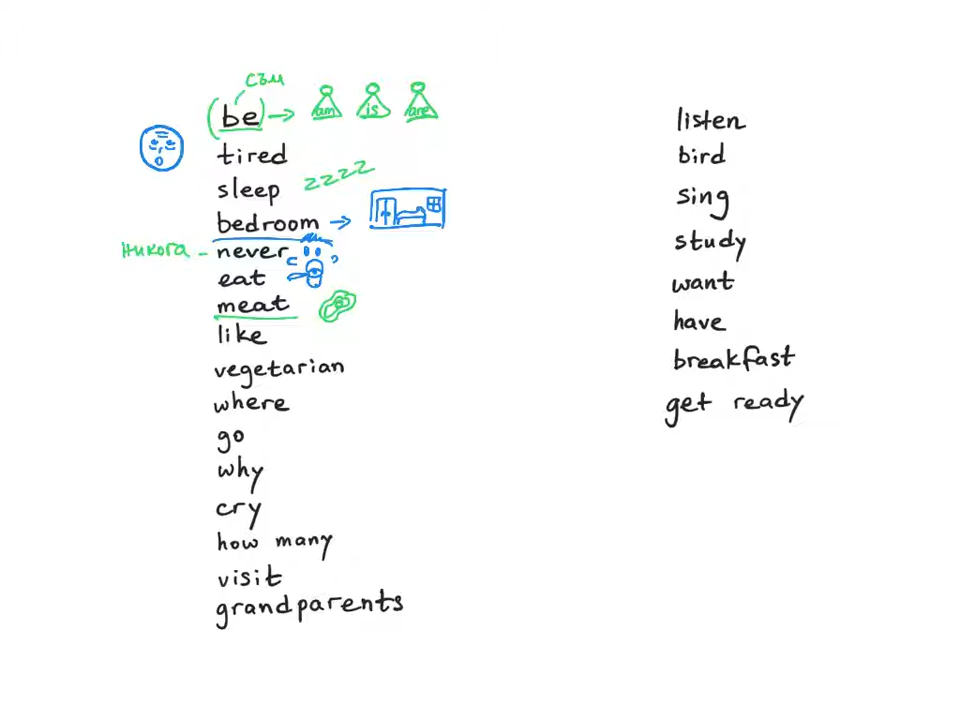 съм
(be) → am is are
tired
sleep zzzz
bedroom →
никога - never
eat
meat
like
vegetarian
where
go
why
cry
how many
visit
grandparents
listen
bird
sing
study
want
have
breakfast
get ready